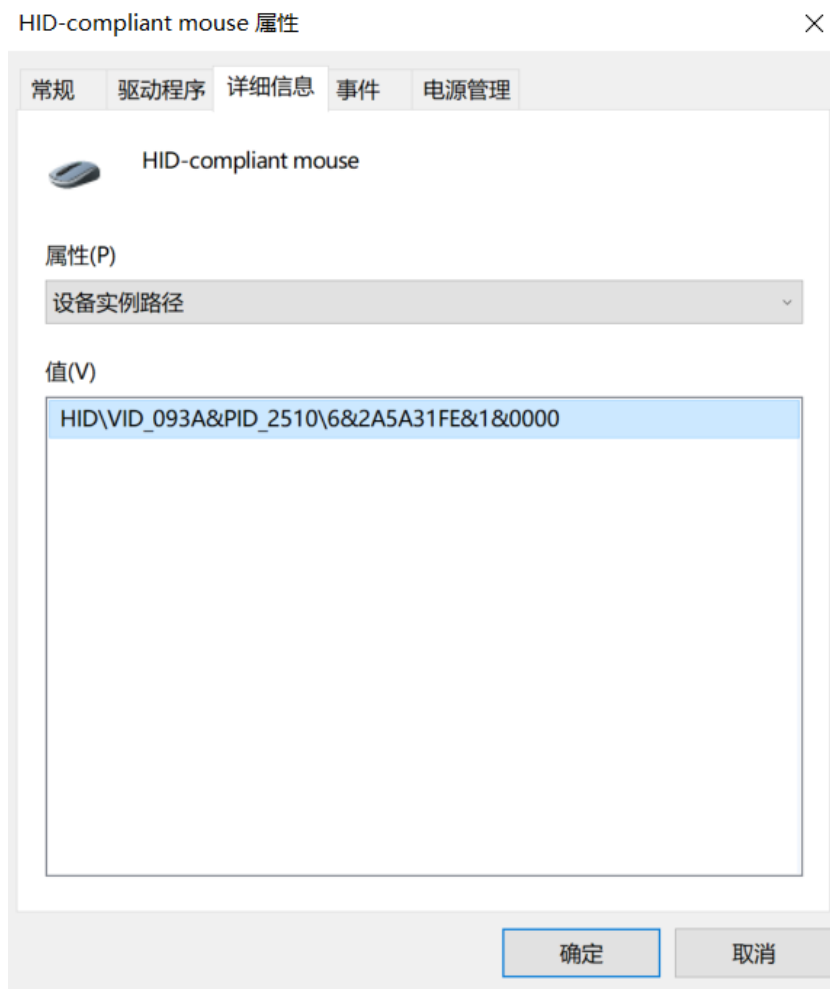 HID-compliant mouse 属性
常规 驱动程序 详细信息 事件 电源管理
HID-compliant mouse
属性(P)
设备实例路径
值(V)
HID\VID_093A&PID_2510\6&2A5A31FE&1&0000
确定 取消